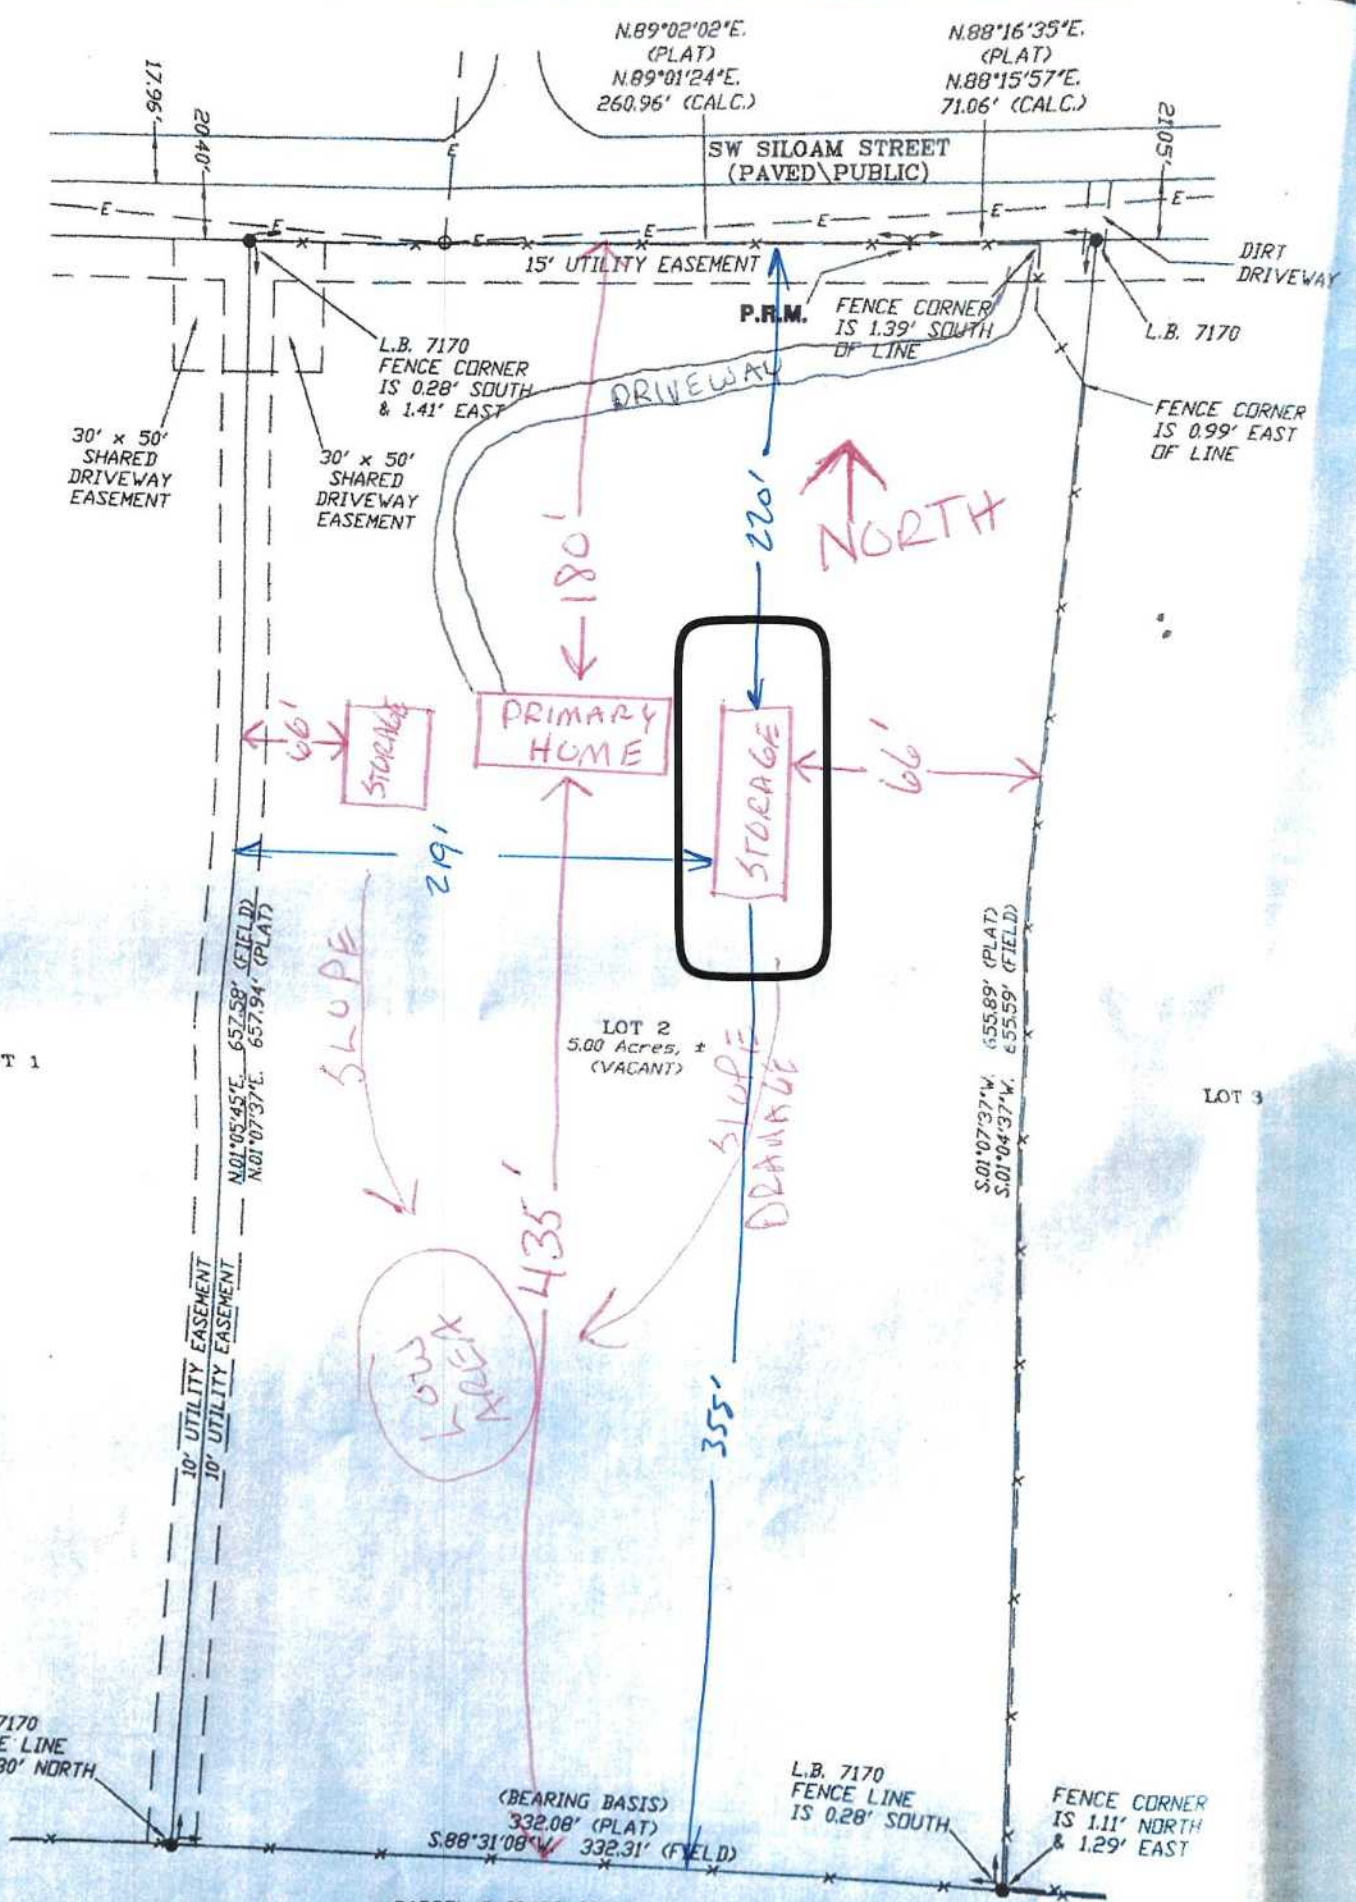 N.89°02'02"E.
(PLAT)
N.89°01'24"E.
260.96' (CALC.)
N.88°16'35"E.
(PLAT)
N.88°15'57"E.
71.06' (CALC.)
17.96'
20.40'
21.05'
SW SILOAM STREET
(PAVED\PUBLIC)
E
E
E
E
E
E
E
15' UTILITY EASEMENT
DIRT
DRIVEWAY
P.R.M.
FENCE CORNER
IS 1.39' SOUTH
OF LINE
L.B. 7170
L.B. 7170
FENCE CORNER
IS 0.28' SOUTH
& 1.41' EAST
DRIVEWAY
FENCE CORNER
IS 0.99' EAST
OF LINE
30' x 50'
SHARED
DRIVEWAY
EASEMENT
30' x 50'
SHARED
DRIVEWAY
EASEMENT
180'
220'
NORTH
66'
STORAGE
PRIMARY
HOME
STORAGE
66'
219'
SLOPE
N.01°05'45"E. 657.58' (FIELD)
N.01°07'37"E. 657.94' (PLAT)
LOT 2
5.00 Acres, ±
(VACANT)
SLOPE
DRANAGE
S.01°07'37"W. 655.89' (PLAT)
S.01°04'37"W. 655.59' (FIELD)
T 1
LOT 3
435'
LOW
AREA
10' UTILITY EASEMENT
10' UTILITY EASEMENT
355'
7170
E LINE
30' NORTH
(BEARING BASIS)
332.08' (PLAT)
S.88°31'08"W. 332.31' (FIELD)
L.B. 7170
FENCE LINE
IS 0.28' SOUTH
FENCE CORNER
IS 1.11' NORTH
& 1.29' EAST